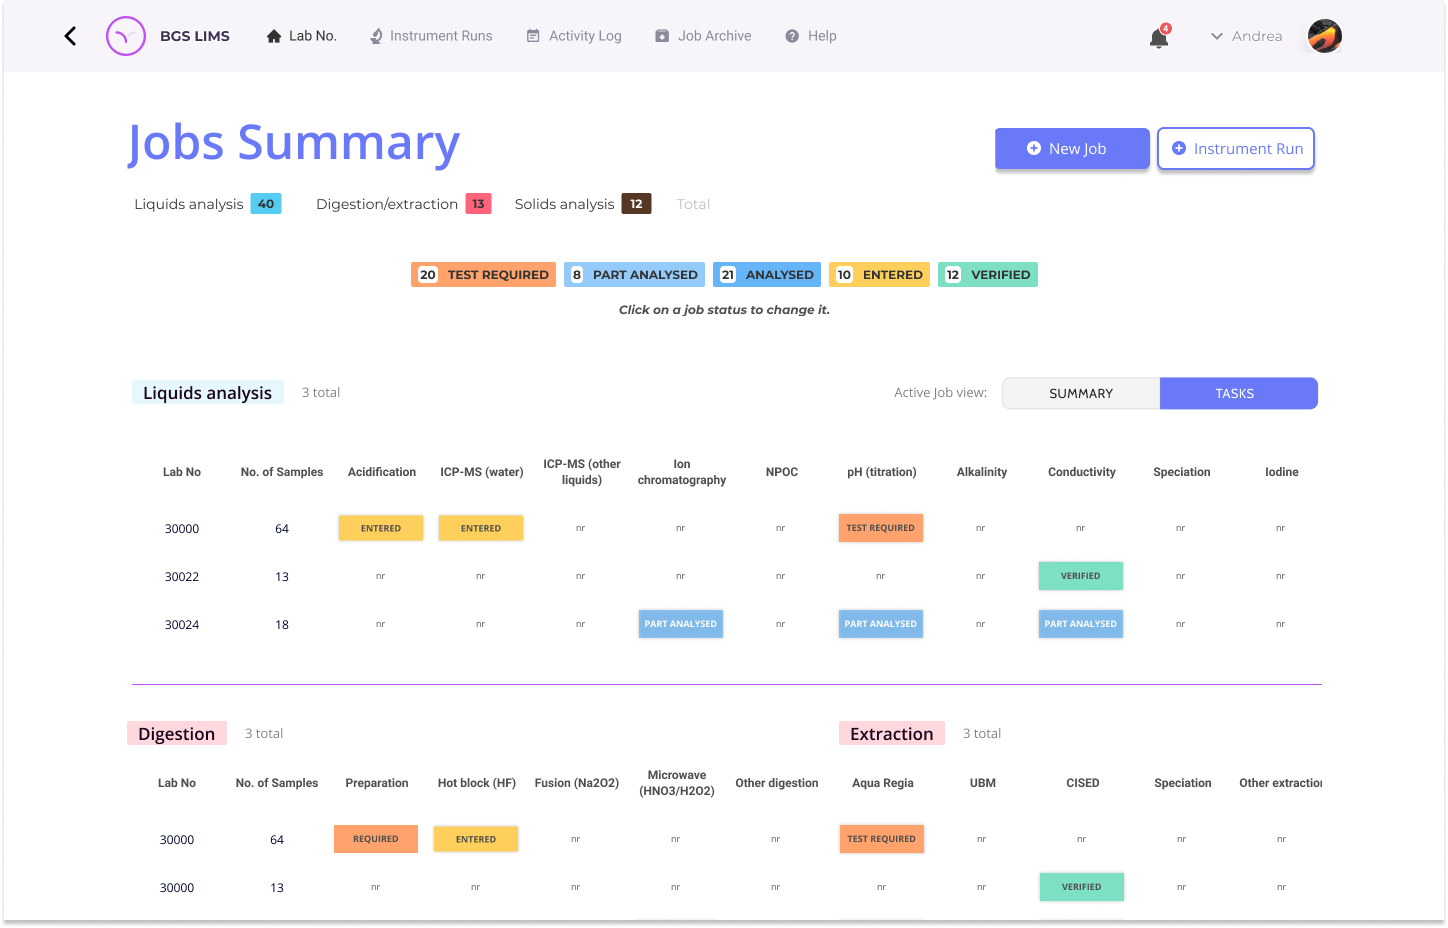 BGS LIMS Lab No. Instrument Runs Activity Log Job Archive Help 4 Andrea
Jobs Summary
New Job Instrument Run
Liquids analysis 40 Digestion/extraction 13 Solids analysis 12 Total
20 TEST REQUIRED 8 PART ANALYSED 21 ANALYSED 10 ENTERED 12 VERIFIED
Click on a job status to change it.
Liquids analysis 3 total Active Job view: SUMMARY TASKS
Lab No No. of Samples Acidification ICP-MS (water) ICP-MS (other liquids) Ion chromatography NPOC pH (titration) Alkalinity Conductivity Speciation Iodine
30000 64 ENTERED ENTERED nr nr nr TEST REQUIRED nr nr nr nr
30022 13 nr nr nr nr nr nr nr VERIFIED nr nr
30024 18 nr nr nr PART ANALYSED nr PART ANALYSED nr PART ANALYSED nr nr
Digestion 3 total Extraction 3 total
Lab No No. of Samples Preparation Hot block (HF) Fusion (Na2O2) Microwave (HNO3/H2O2) Other digestion Aqua Regia UBM CISED Speciation Other extraction
30000 64 REQUIRED ENTERED nr nr nr TEST REQUIRED nr nr nr nr
30000 13 nr nr nr nr nr nr nr VERIFIED nr nr